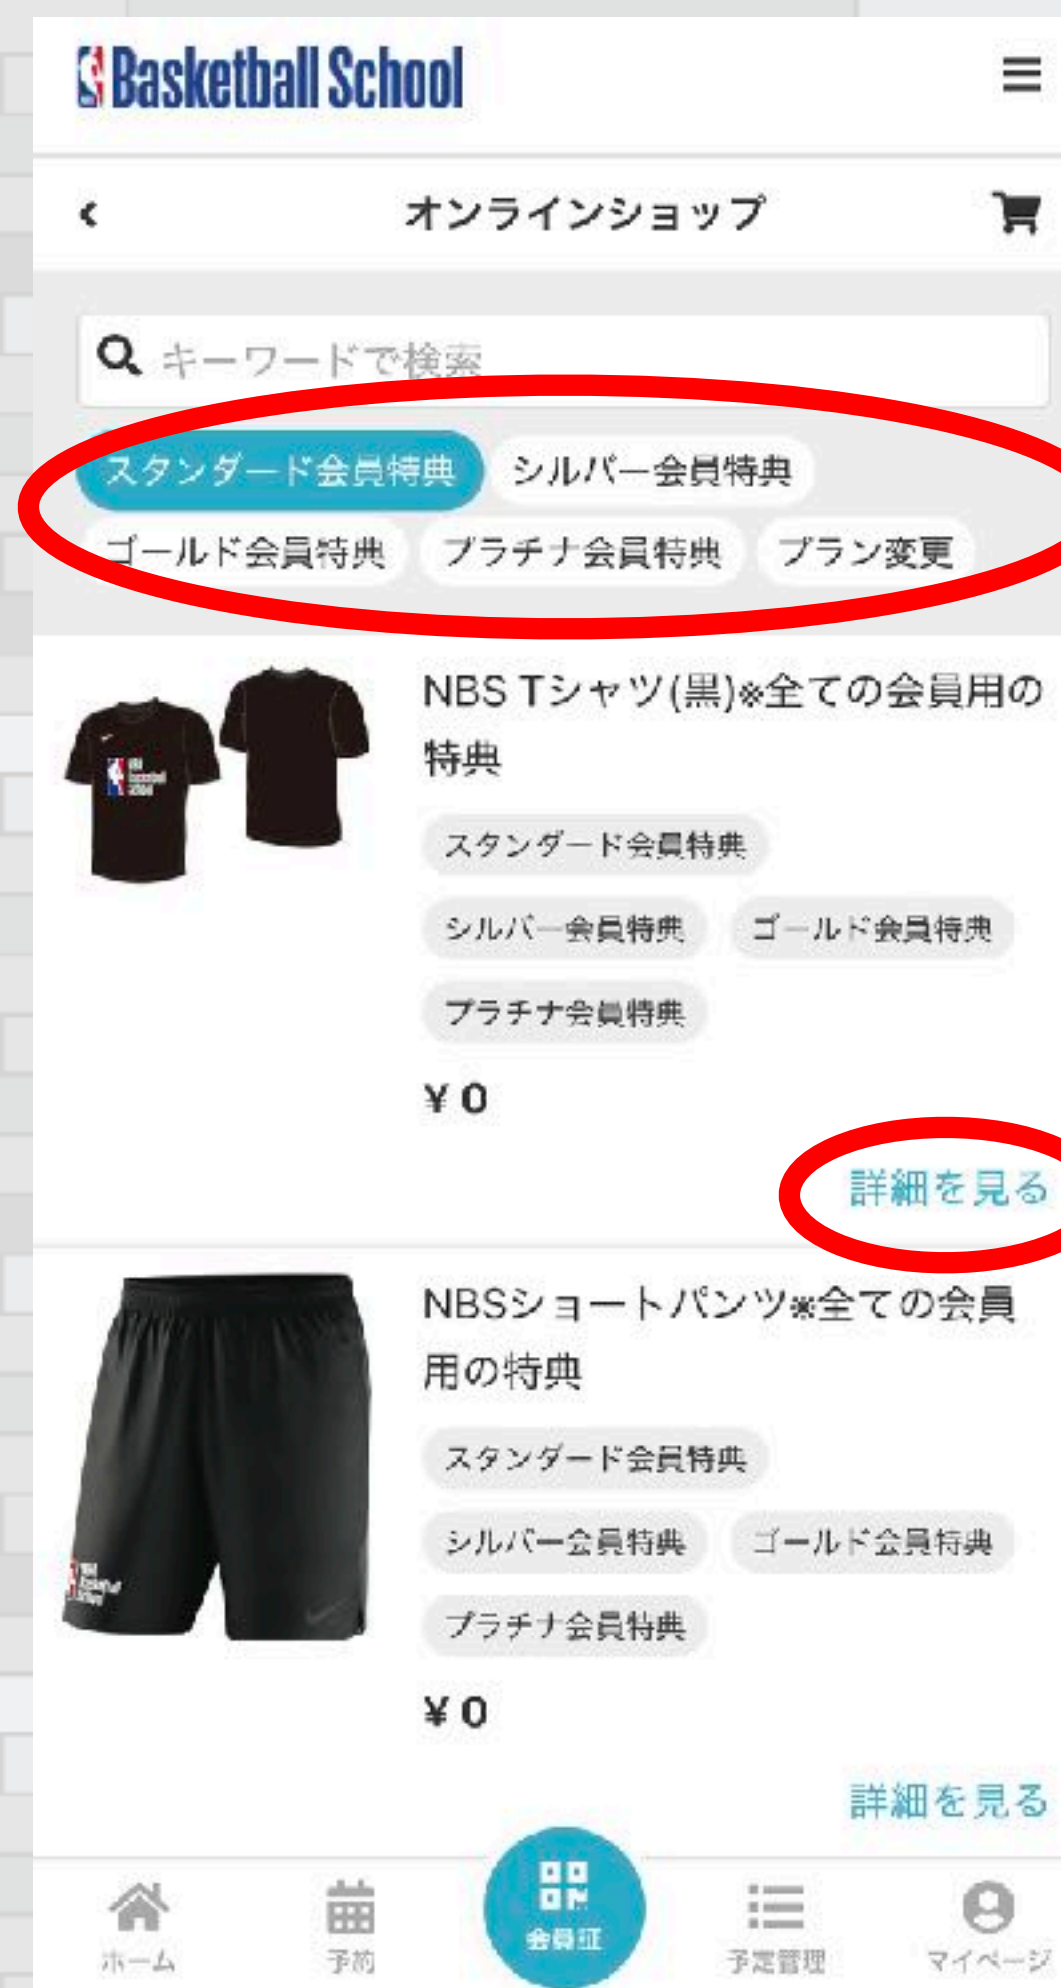 Basketball School
オンラインショップ
キーワードで検索
スタンダード会員特典 シルバー会員特典
ゴールド会員特典 プラチナ会員特典 プラン変更
NBS Tシャツ(黒)※全ての会員用の
特典
スタンダード会員特典
シルバー会員特典 ゴールド会員特典
プラチナ会員特典
¥0
詳細を見る
NBSショートパンツ※全ての会員
用の特典
スタンダード会員特典
シルバー会員特典 ゴールド会員特典
プラチナ会員特典
¥0
詳細を見る
ホーム 予約 会員証 予定管理 マイページ